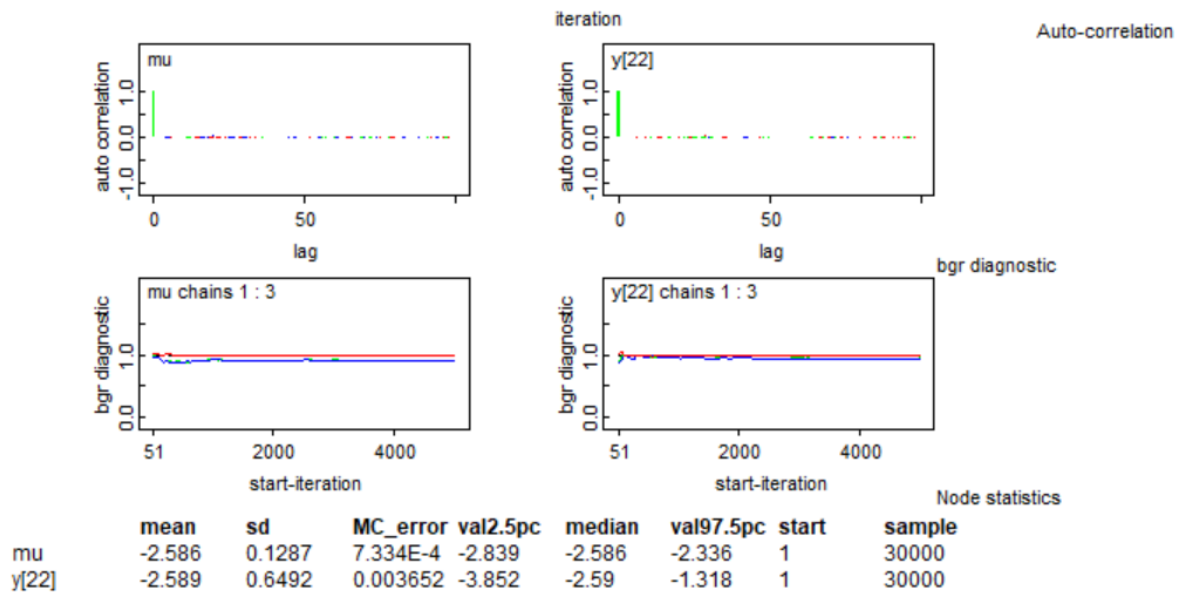 iteration
Auto-correlation
mu
auto correlation
1.0
0.0
-1.0
0
50
lag
y[22]
auto correlation
1.0
0.0
-1.0
0
50
lag
bgr diagnostic
mu chains 1 : 3
bgr diagnostic
1.0
0.0
51
2000
4000
start-iteration
y[22] chains 1 : 3
bgr diagnostic
1.0
0.0
51
2000
4000
start-iteration
Node statistics
mean sd MC_error val2.5pc median val97.5pc start sample
mu -2.586 0.1287 7.334E-4 -2.839 -2.586 -2.336 1 30000
y[22] -2.589 0.6492 0.003652 -3.852 -2.59 -1.318 1 30000